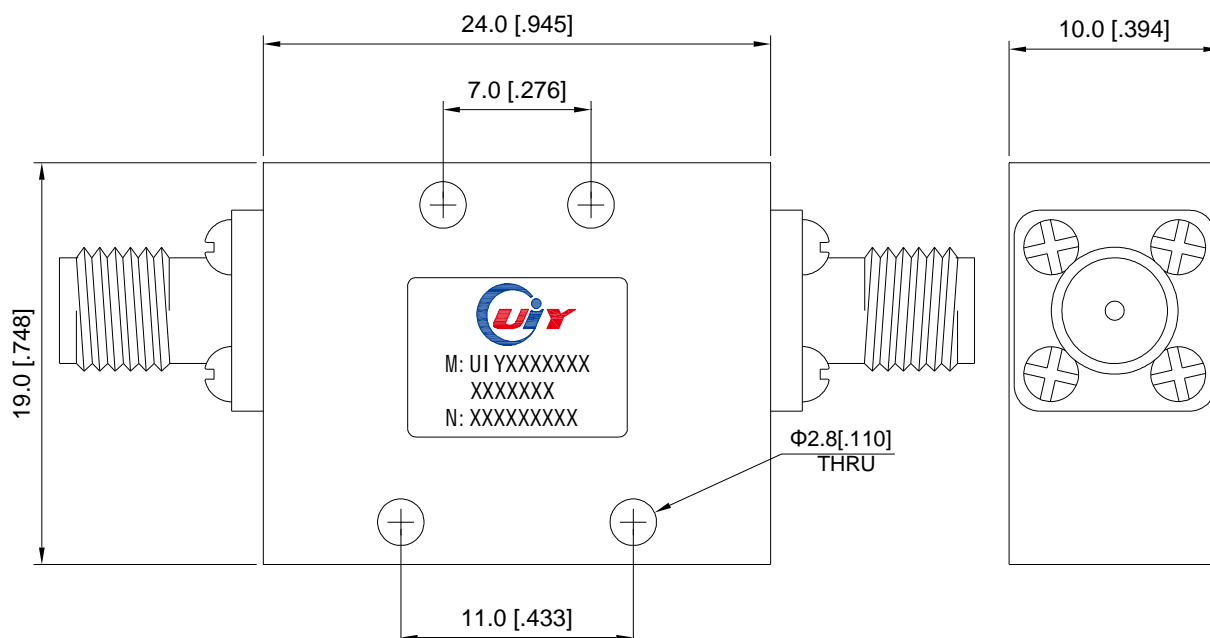 24.0 [.945]
10.0 [.394]
7.0 [.276]
19.0 [.748]
UiY
M: UIYXXXXXXX
XXXXXXX
N: XXXXXXXXX
Φ2.8[.110]
THRU
11.0 [.433]